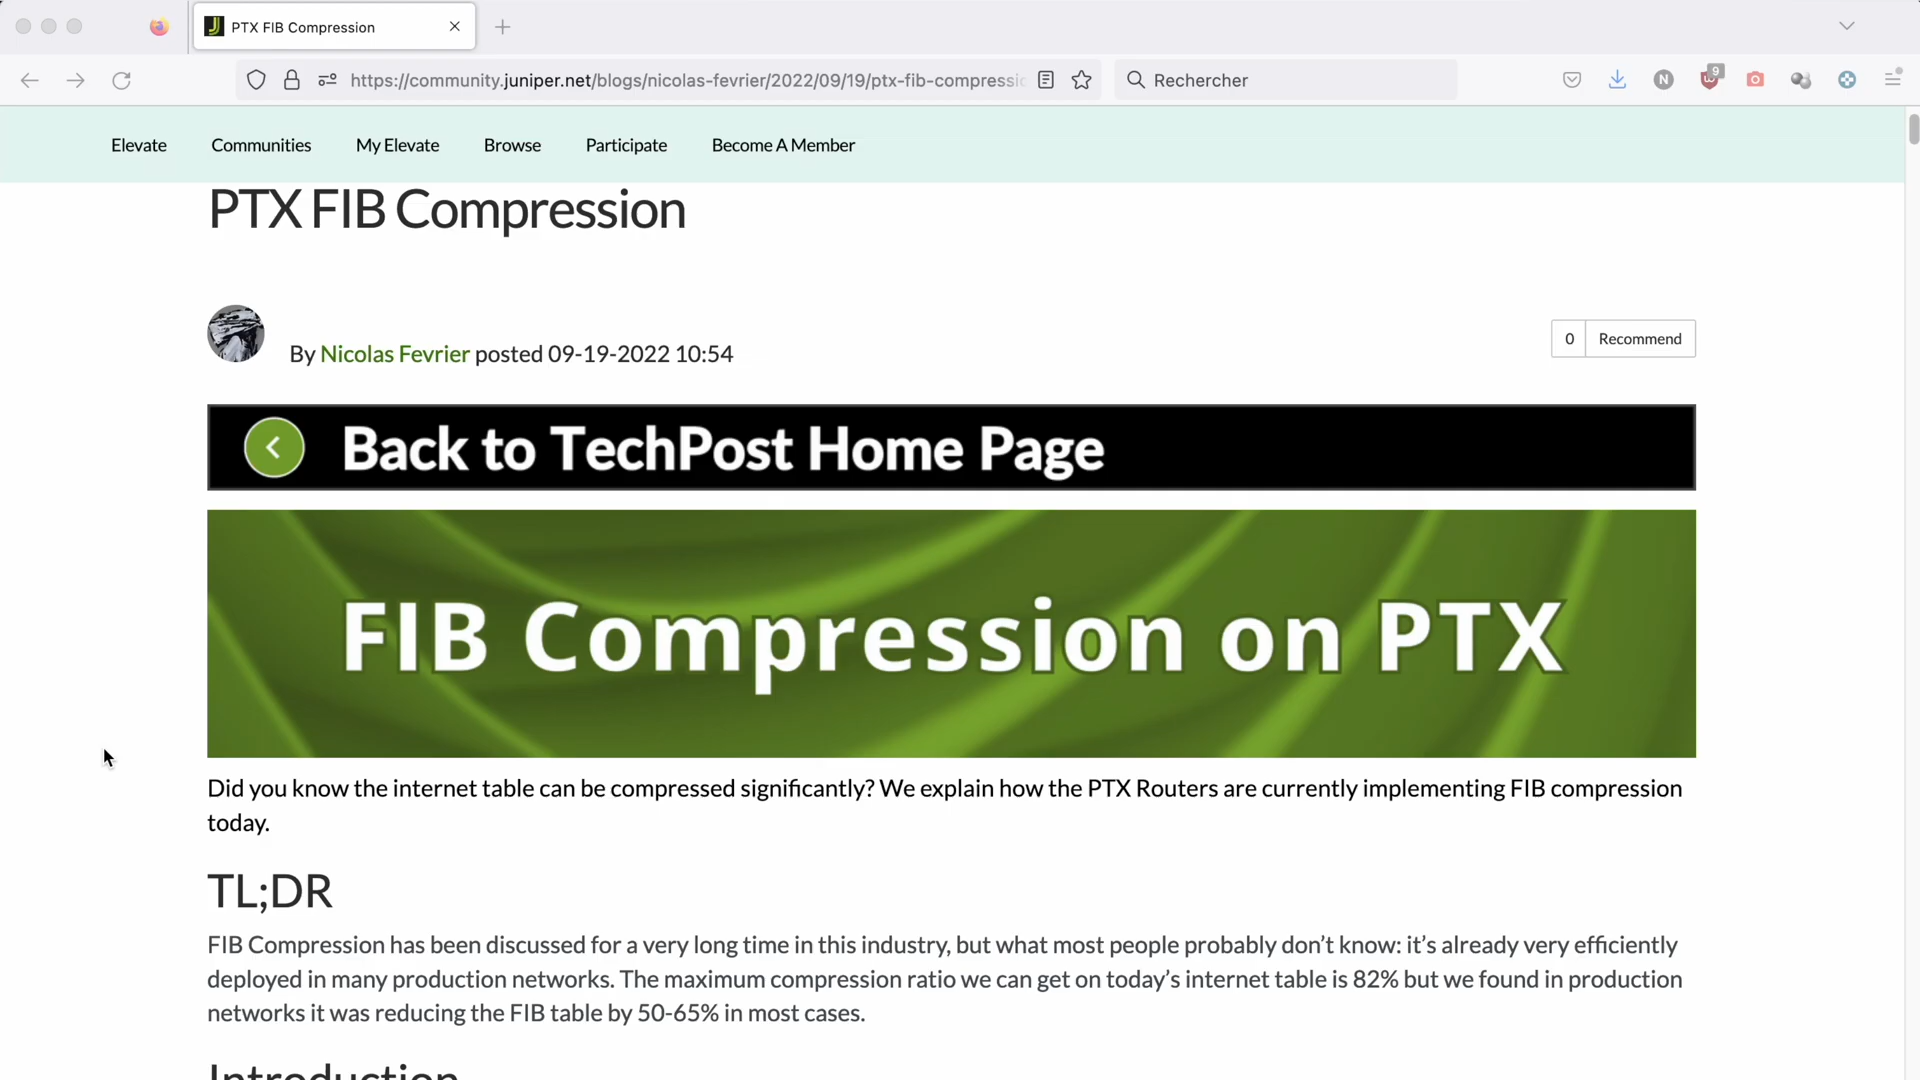 PTX FIB Compression
https://community.juniper.net/blogs/nicolas-fevrier/2022/09/19/ptx-fib-compressi
Rechercher
N
9
Elevate
Communities
My Elevate
Browse
Participate
Become A Member
PTX FIB Compression
By Nicolas Fevrier posted 09-19-2022 10:54
0
Recommend
Back to TechPost Home Page
FIB Compression on PTX
Did you know the internet table can be compressed significantly? We explain how the PTX Routers are currently implementing FIB compression
today.
TL;DR
FIB Compression has been discussed for a very long time in this industry, but what most people probably don’t know: it’s already very efficiently
deployed in many production networks. The maximum compression ratio we can get on today’s internet table is 82% but we found in production
networks it was reducing the FIB table by 50-65% in most cases.
Introduction